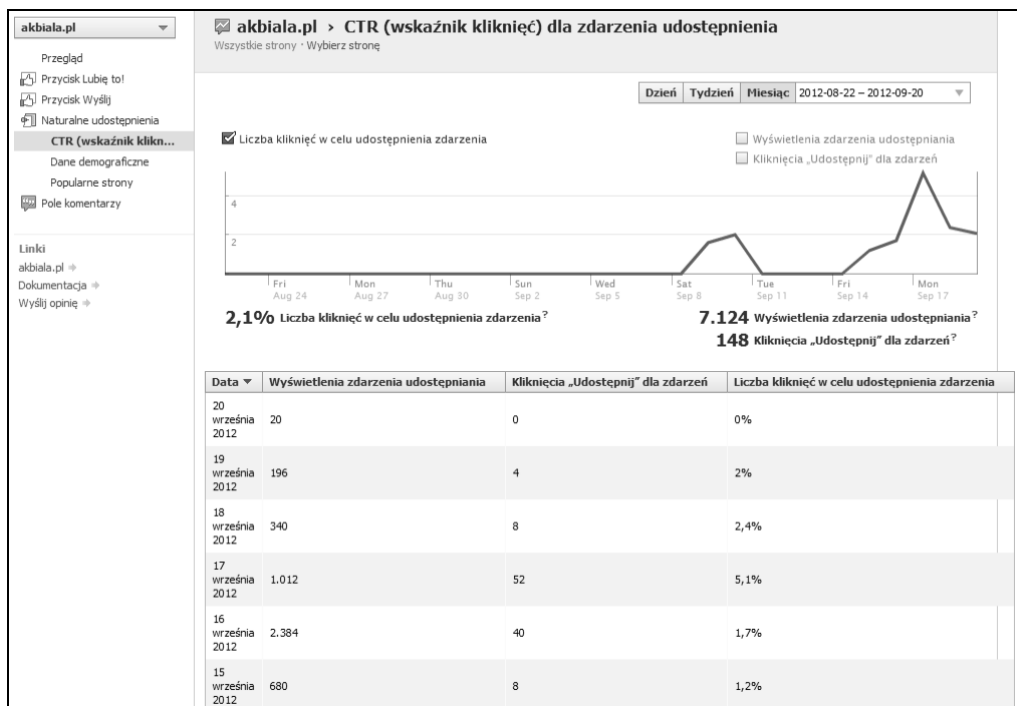 akbiala.pl
Przegląd
Przycisk Lubię to!
Przycisk Wyślij
Naturalne udostępnienia
CTR (wskaźnik klikn...
Dane demograficzne
Popularne strony
Pole komentarzy
Linki
akbiala.pl
Dokumentacja
Wyślij opinię
akbiala.pl › CTR (wskaźnik kliknięć) dla zdarzenia udostępnienia
Wszystkie strony · Wybierz stronę
Dzień Tydzień Miesiąc 2012-08-22 – 2012-09-20
Liczba kliknięć w celu udostępnienia zdarzenia
Wyświetlenia zdarzenia udostępniania
Kliknięcia „Udostępnij” dla zdarzeń
4
2
Fri Mon Thu Sun Wed Sat Tue Fri Mon
Aug 24 Aug 27 Aug 30 Sep 2 Sep 5 Sep 8 Sep 11 Sep 14 Sep 17
2,1% Liczba kliknięć w celu udostępnienia zdarzenia?
7.124 Wyświetlenia zdarzenia udostępniania?
148 Kliknięcia „Udostępnij” dla zdarzeń?
Data Wyświetlenia zdarzenia udostępniania Kliknięcia „Udostępnij” dla zdarzeń Liczba kliknięć w celu udostępnienia zdarzenia
20
września 20 0 0%
2012
19
września 196 4 2%
2012
18
września 340 8 2,4%
2012
17
września 1.012 52 5,1%
2012
16
września 2.384 40 1,7%
2012
15
września 680 8 1,2%
2012